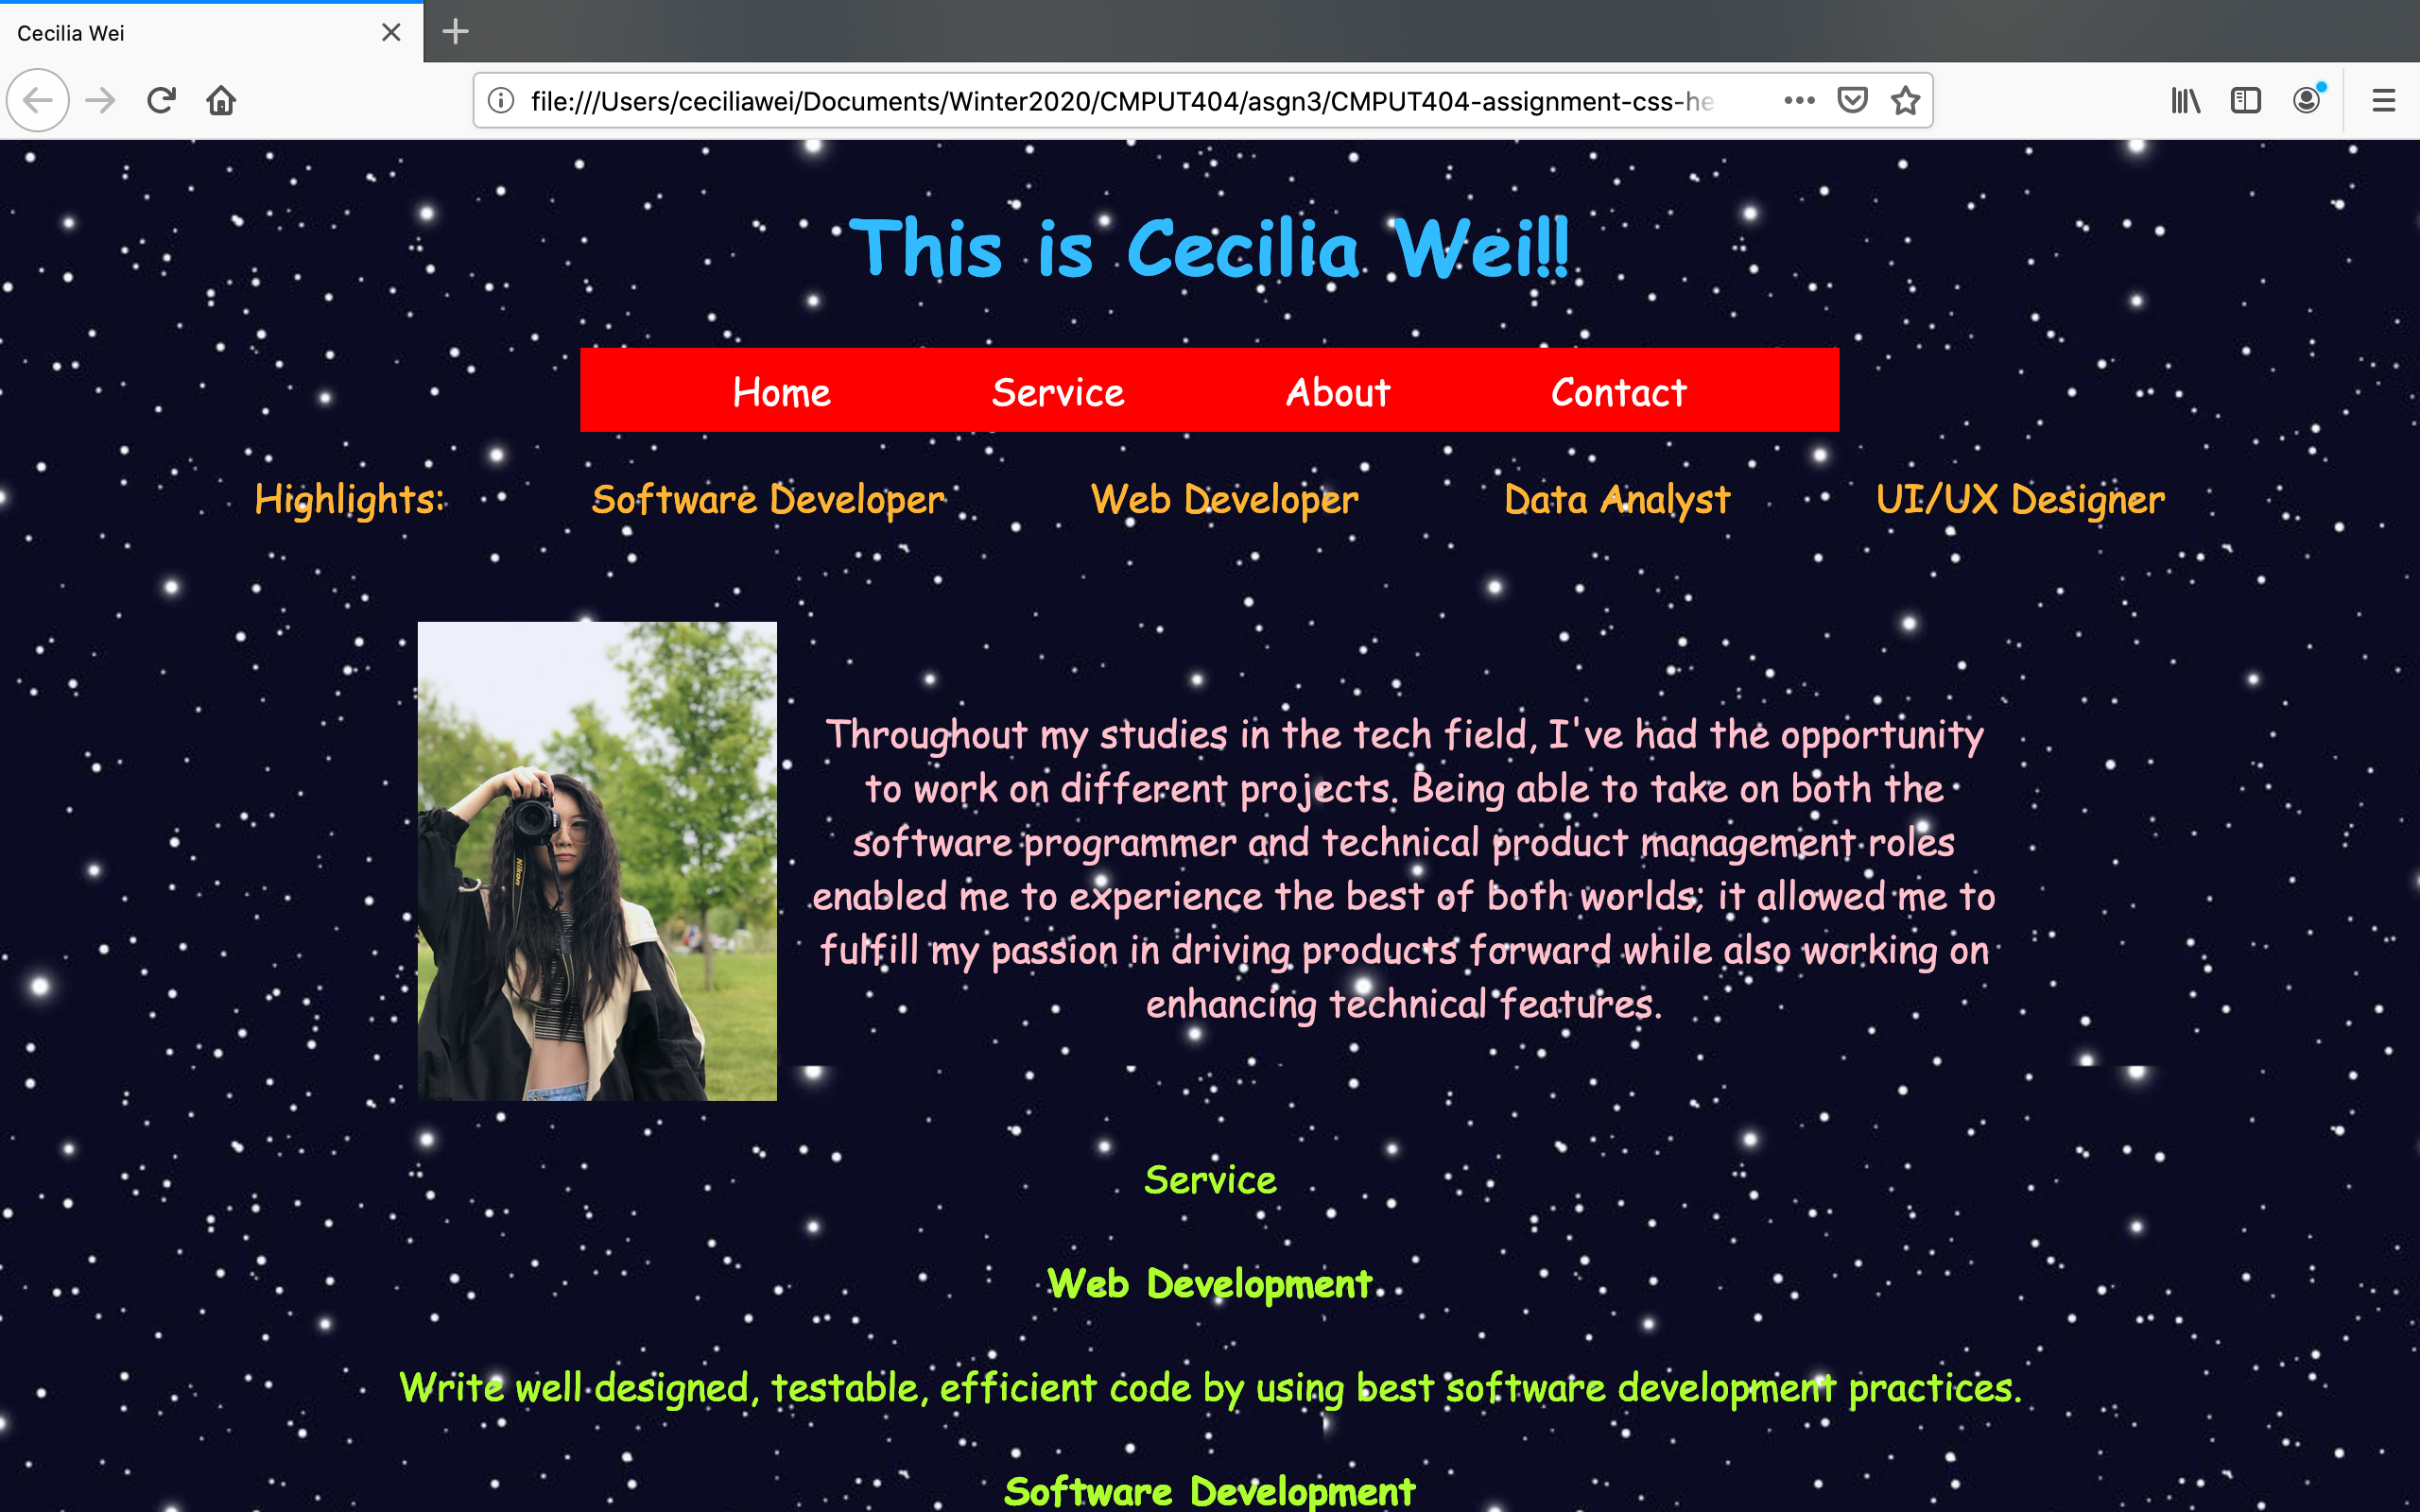 Cecilia Wei
file:///Users/ceciliawei/Documents/Winter2020/CMPUT404/asgn3/CMPUT404-assignment-css-he
This is Cecilia Wei!!
Home Service About Contact
Highlights: Software Developer Web Developer Data Analyst UI/UX Designer
Nikon
Throughout my studies in the tech field, I've had the opportunity
to work on different projects. Being able to take on both the
software programmer and technical product management roles
enabled me to experience the best of both worlds; it allowed me to
fulfill my passion in driving products forward while also working on
enhancing technical features.
Service
Web Development
Write well designed, testable, efficient code by using best software development practices.
Software Development